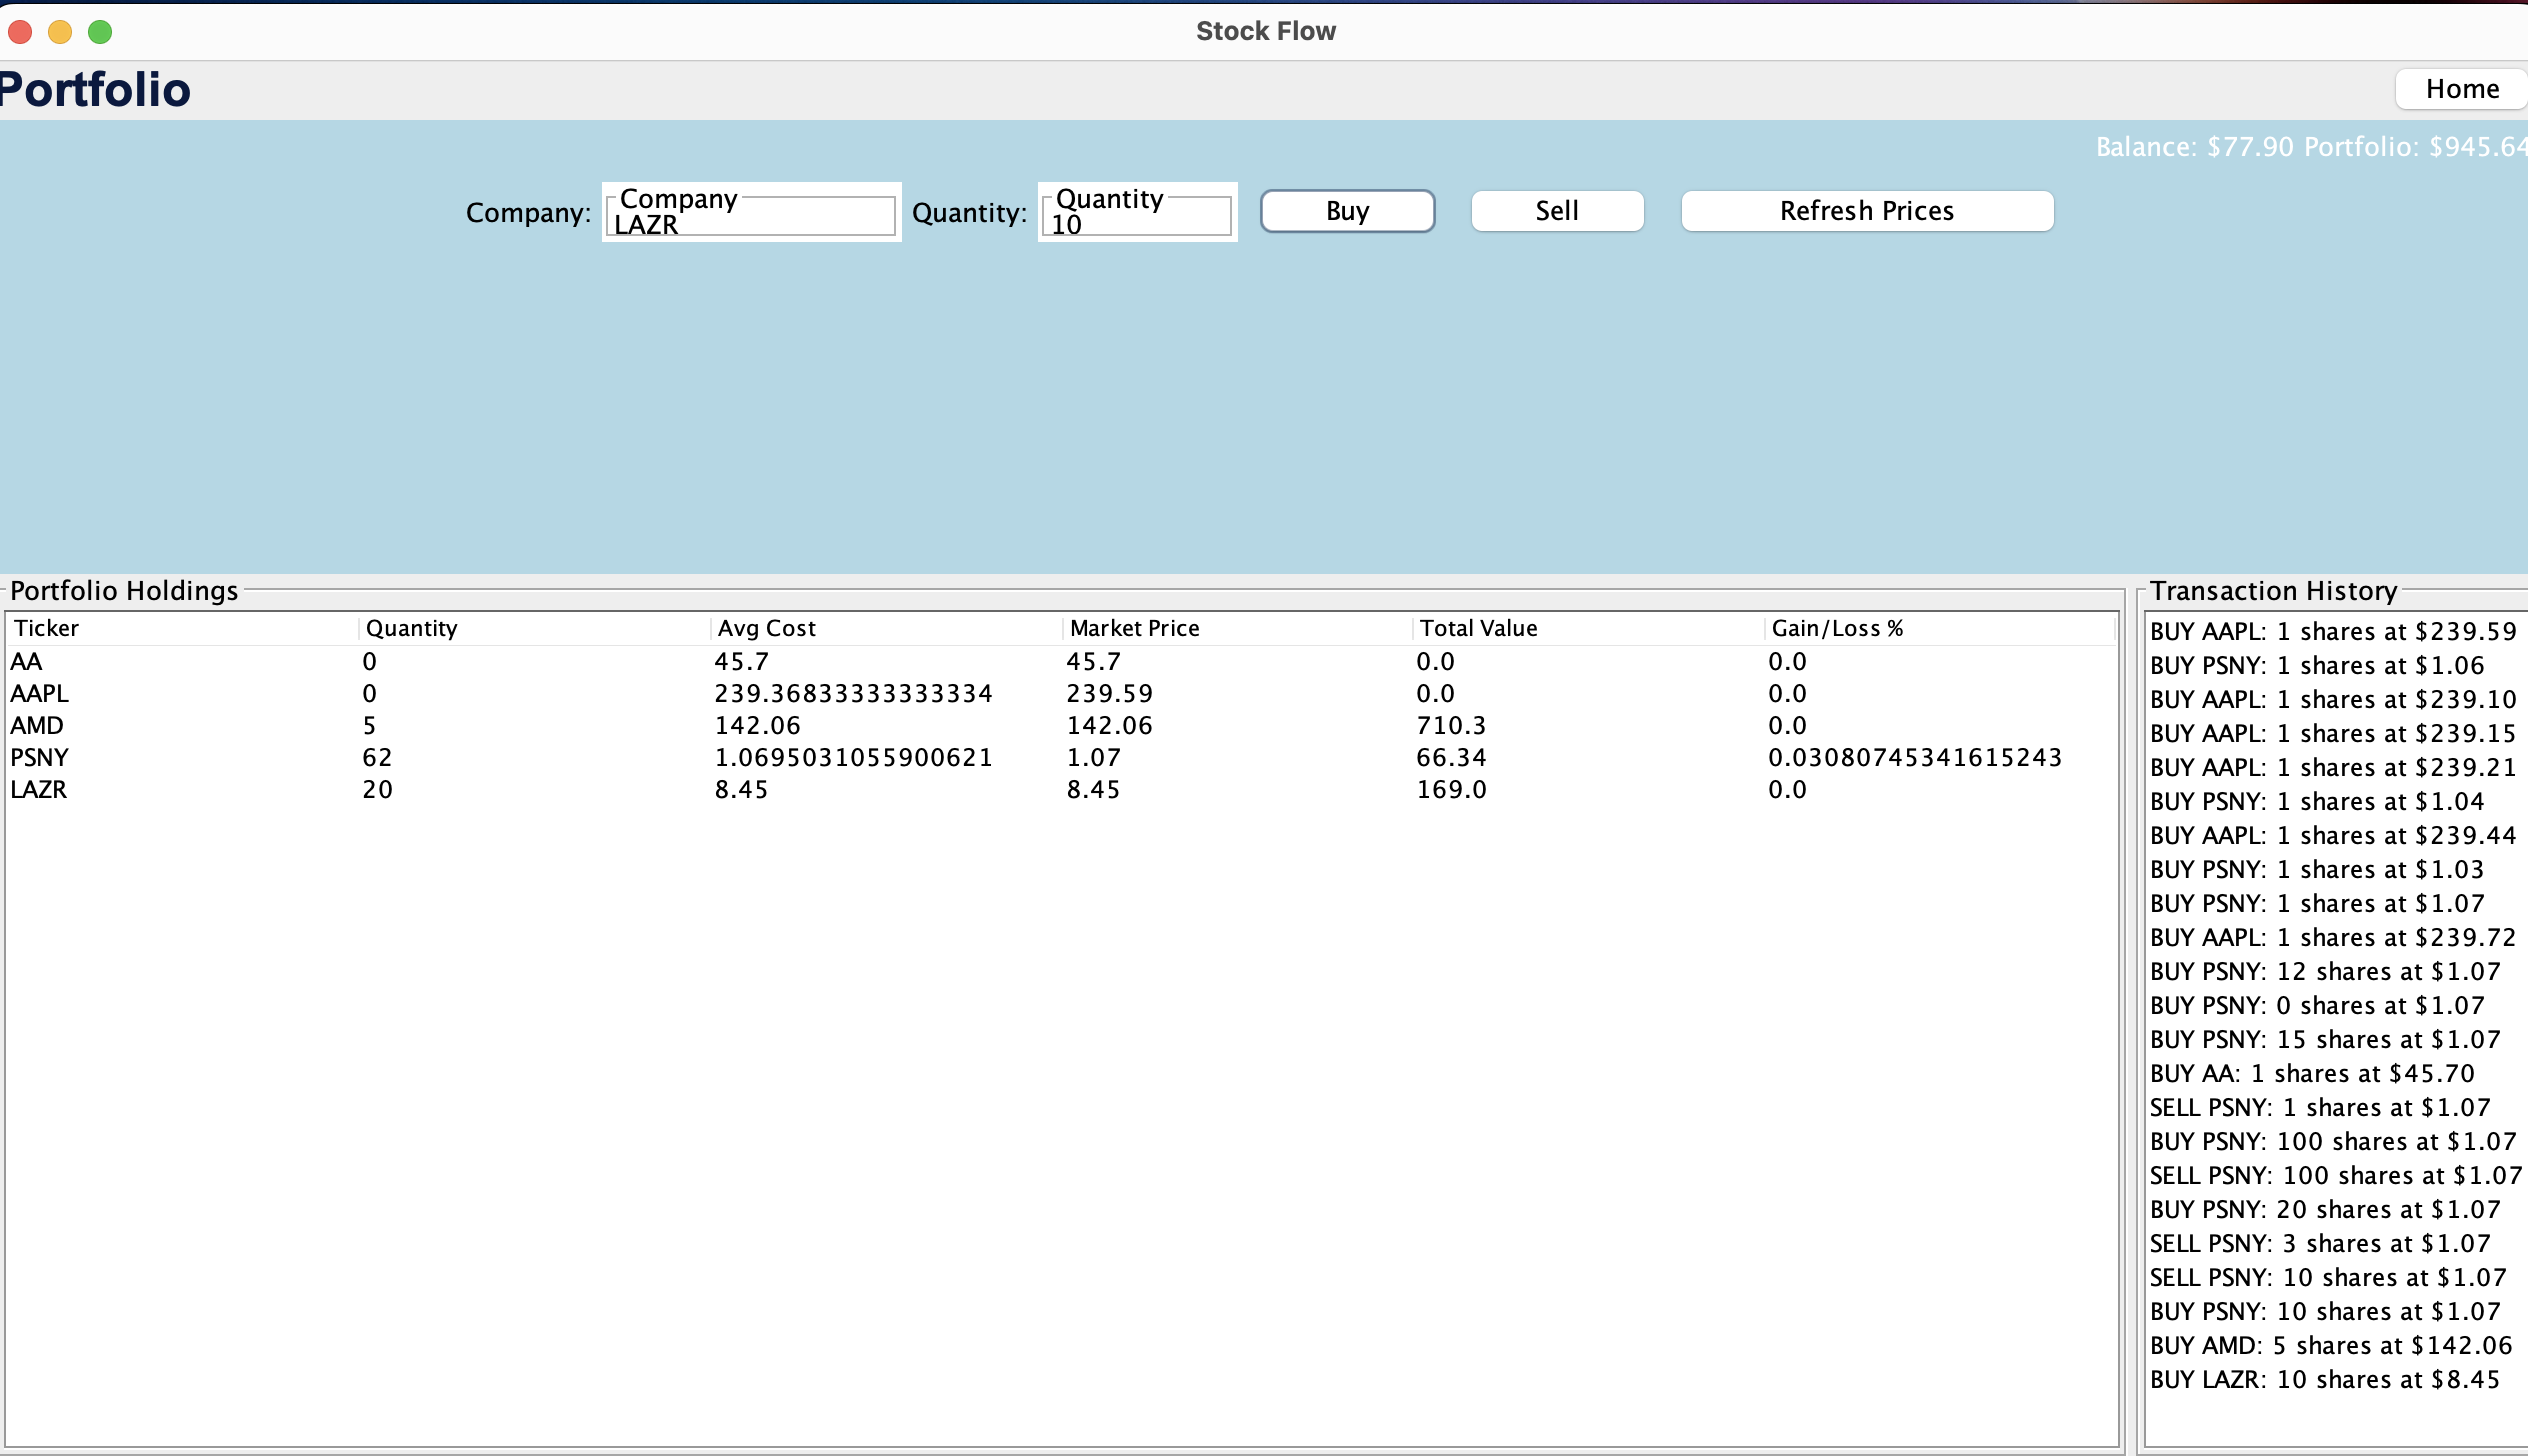 Stock Flow
Portfolio
Home
Balance: $77.90 Portfolio: $945.64
Company: Company LAZR Quantity: Quantity 10 Buy Sell Refresh Prices
Portfolio Holdings
Ticker Quantity Avg Cost Market Price Total Value Gain/Loss %
AA 0 45.7 45.7 0.0 0.0
AAPL 0 239.36833333333334 239.59 0.0 0.0
AMD 5 142.06 142.06 710.3 0.0
PSNY 62 1.0695031055900621 1.07 66.34 0.03080745341615243
LAZR 20 8.45 8.45 169.0 0.0
Transaction History
BUY AAPL: 1 shares at $239.59
BUY PSNY: 1 shares at $1.06
BUY AAPL: 1 shares at $239.10
BUY AAPL: 1 shares at $239.15
BUY AAPL: 1 shares at $239.21
BUY PSNY: 1 shares at $1.04
BUY AAPL: 1 shares at $239.44
BUY PSNY: 1 shares at $1.03
BUY PSNY: 1 shares at $1.07
BUY AAPL: 1 shares at $239.72
BUY PSNY: 12 shares at $1.07
BUY PSNY: 0 shares at $1.07
BUY PSNY: 15 shares at $1.07
BUY AA: 1 shares at $45.70
SELL PSNY: 1 shares at $1.07
BUY PSNY: 100 shares at $1.07
SELL PSNY: 100 shares at $1.07
BUY PSNY: 20 shares at $1.07
SELL PSNY: 3 shares at $1.07
SELL PSNY: 10 shares at $1.07
BUY PSNY: 10 shares at $1.07
BUY AMD: 5 shares at $142.06
BUY LAZR: 10 shares at $8.45